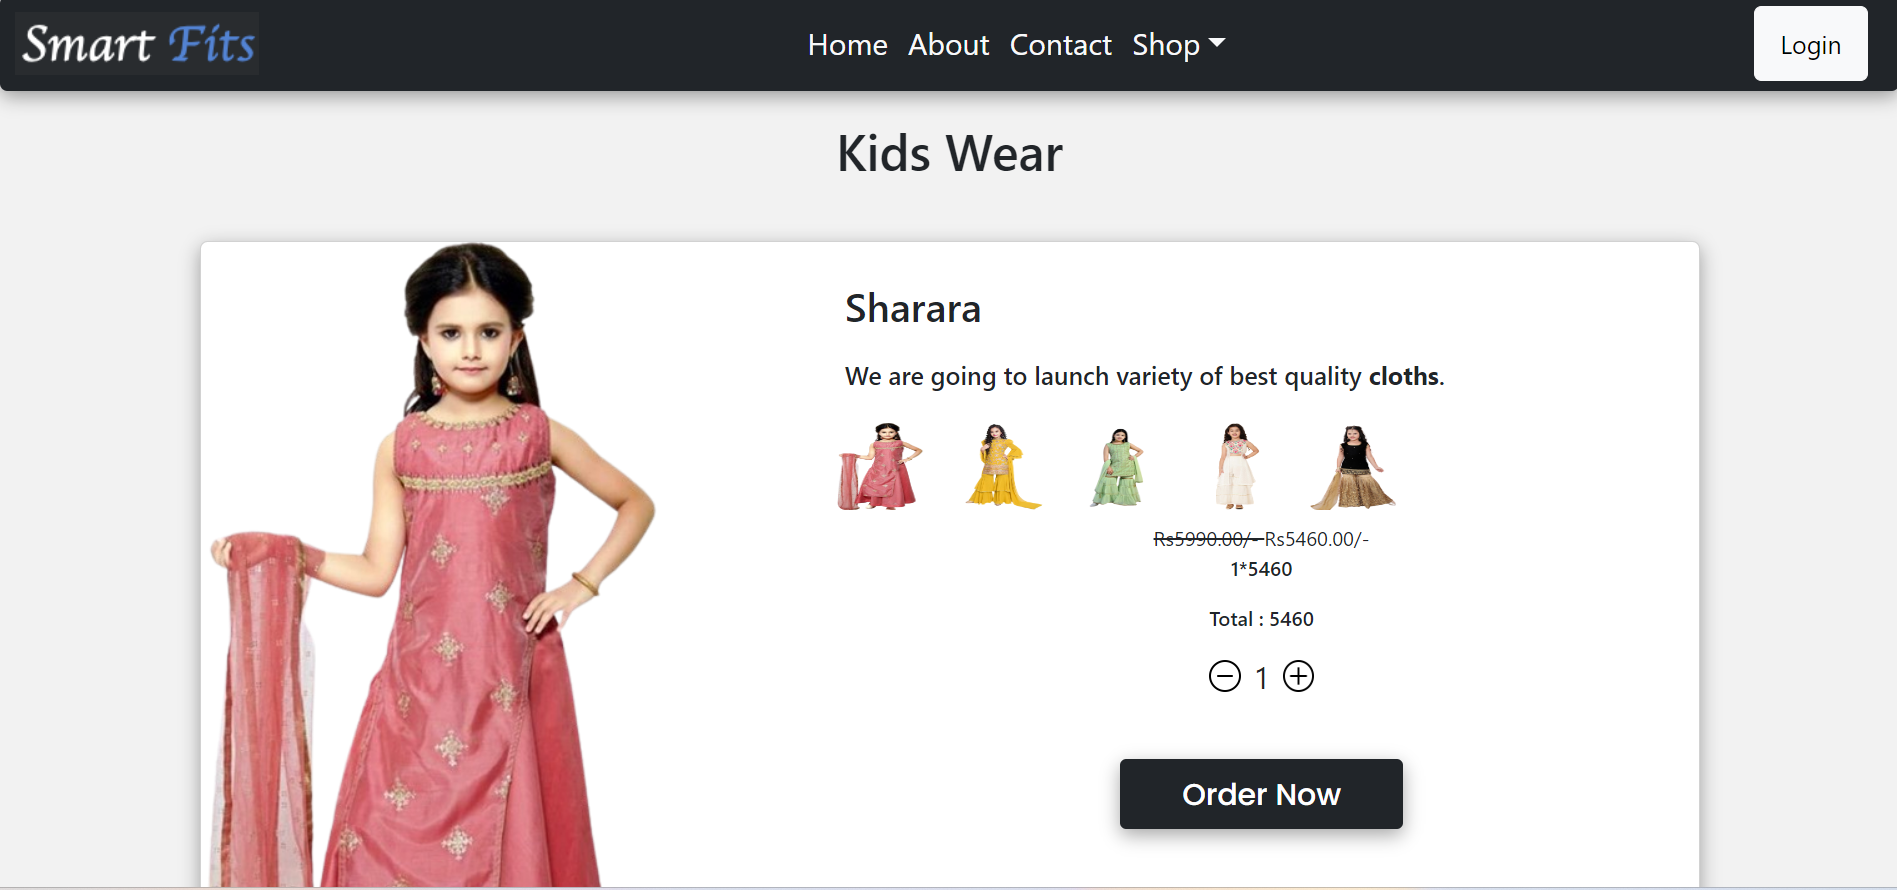 Smart Fits
Home About Contact Shop
Login
Kids Wear
Sharara
We are going to launch variety of best quality cloths.
Rs5990.00/- Rs5460.00/-
1*5460
Total : 5460
1
Order Now